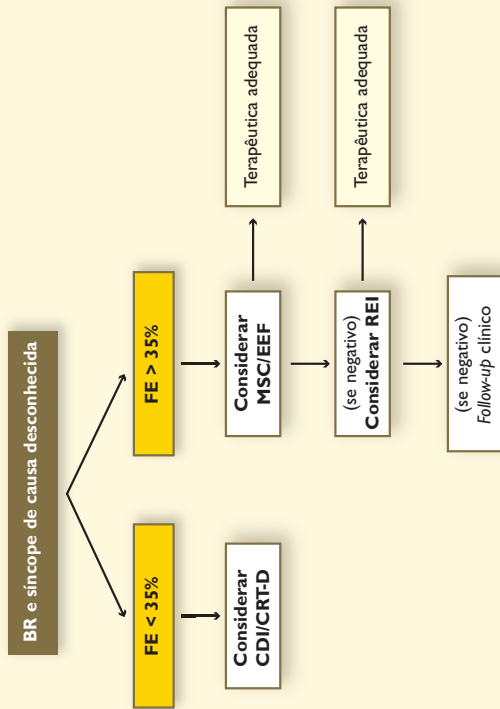 BR e síncope de causa desconhecida
FE < 35%
FE > 35%
Considerar
CDI/CRT-D
Considerar
MSC/EEF
Terapêutica adequada
(se negativo)
Considerar REI
Terapêutica adequada
(se negativo)
Follow-up clínico